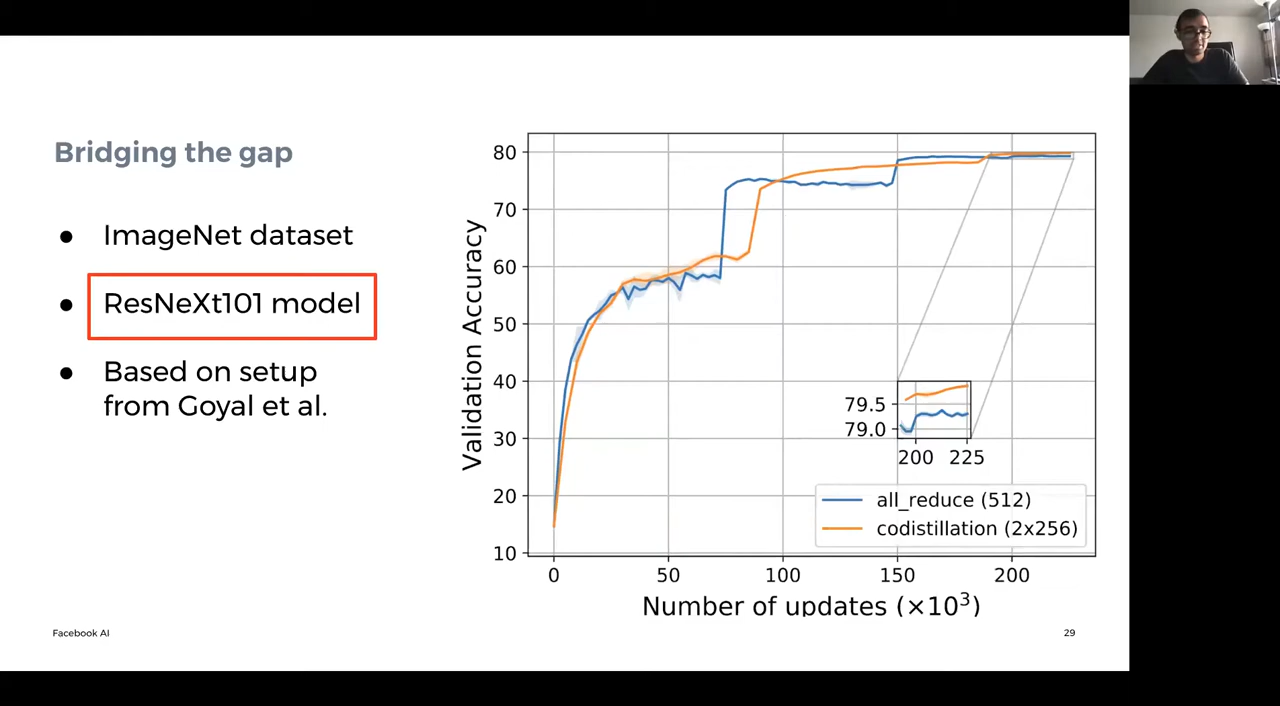 Bridging the gap
● ImageNet dataset
● ResNeXt101 model
● Based on setup
from Goyal et al.
Validation Accuracy
80
70
60
50
40
30
20
10
0
50
100
150
200
Number of updates (×10³)
79.5
79.0
200
225
all_reduce (512)
codistillation (2x256)
Facebook AI
29